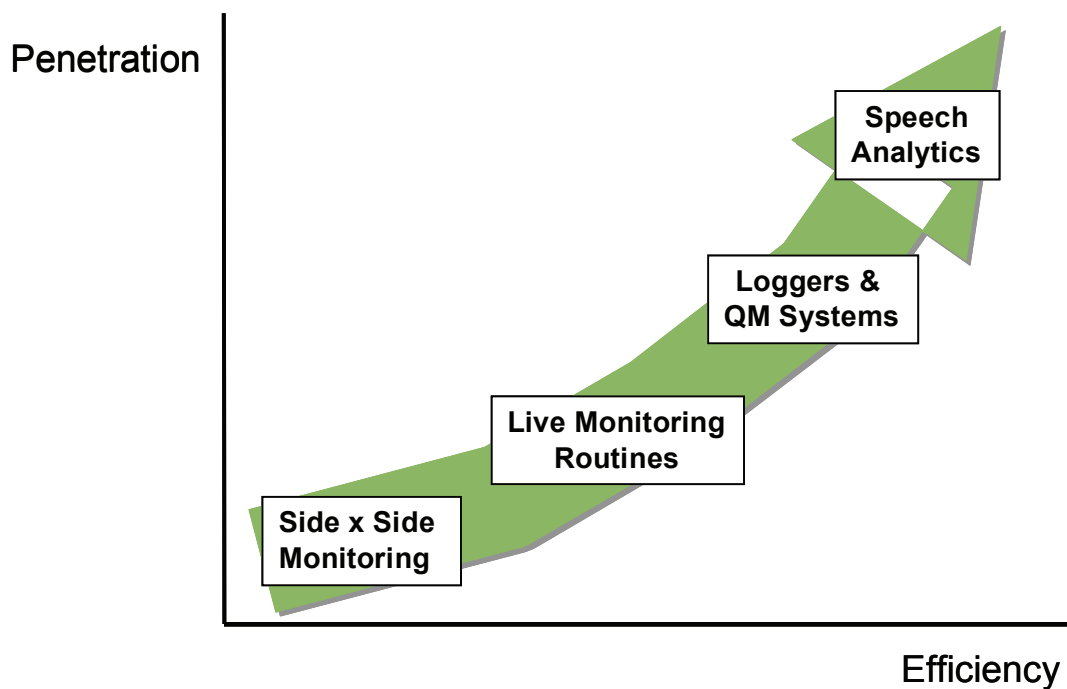 Penetration
Speech
Analytics
Loggers &
QM Systems
Live Monitoring
Routines
Side x Side
Monitoring
Efficiency